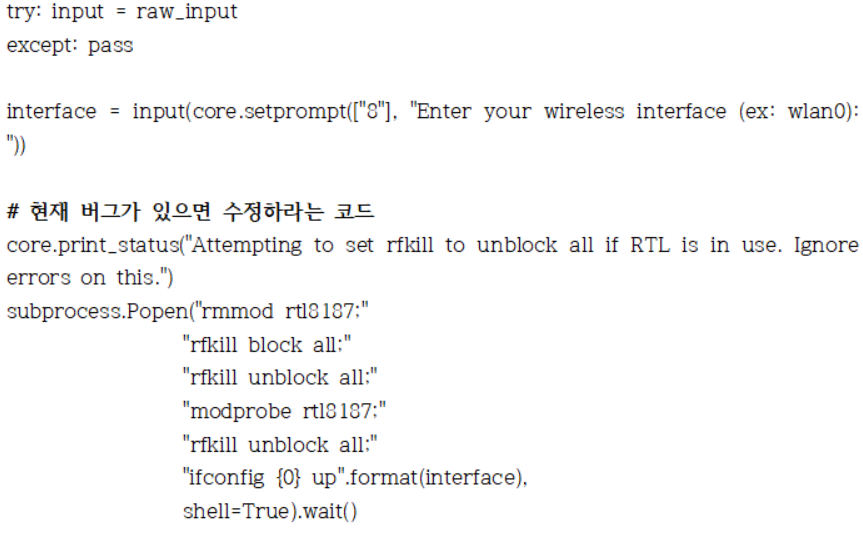 try: input = raw_input
except: pass
interface = input(core.setprompt(["8"], "Enter your wireless interface (ex: wlan0):
"))
# 현재 버그가 있으면 수정하라는 코드
core.print_status("Attempting to set rfkill to unblock all if RTL is in use. Ignore
errors on this.")
subprocess.Popen("rmmod rtl8187;"
"rfkill block all;"
"rfkill unblock all;"
"modprobe rtl8187;"
"rfkill unblock all;"
"ifconfig {0} up".format(interface),
shell=True).wait()